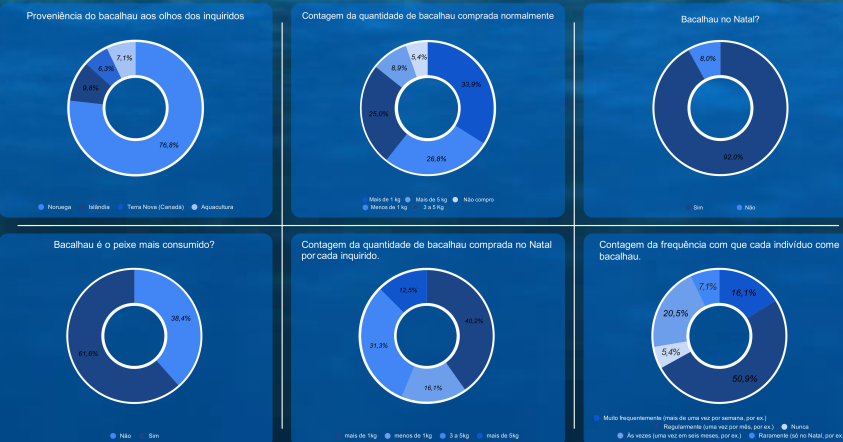 Proveniência do bacalhau aos olhos dos inquiridos
7,1%
6,3%
9,8%
76,8%
Noruega Islândia Terra Nova (Canadá) Aquacultura
Contagem da quantidade de bacalhau comprada normalmente
5,4%
8,9%
33,9%
25,0%
26,8%
Mais de 1 kg Mais de 5 kg Não compro
Menos de 1 kg 3 a 5 Kg
Bacalhau no Natal?
8,0%
92,0%
Sim Não
Bacalhau é o peixe mais consumido?
38,4%
61,6%
Não Sim
Contagem da quantidade de bacalhau comprada no Natal
por cada inquirido.
12,5%
40,2%
31,3%
16,1%
mais de 1kg menos de 1kg 3 a 5kg mais de 5kg
Contagem da frequência com que cada indivíduo come
bacalhau.
7,1%
16,1%
20,5%
5,4%
50,9%
Muito frequentemente (mais de uma vez por semana, por ex.)
Regularmente (uma vez por mês, por ex.) Nunca
Às vezes (uma vez em seis meses, por ex.) Raramente (só no Natal, por ex.